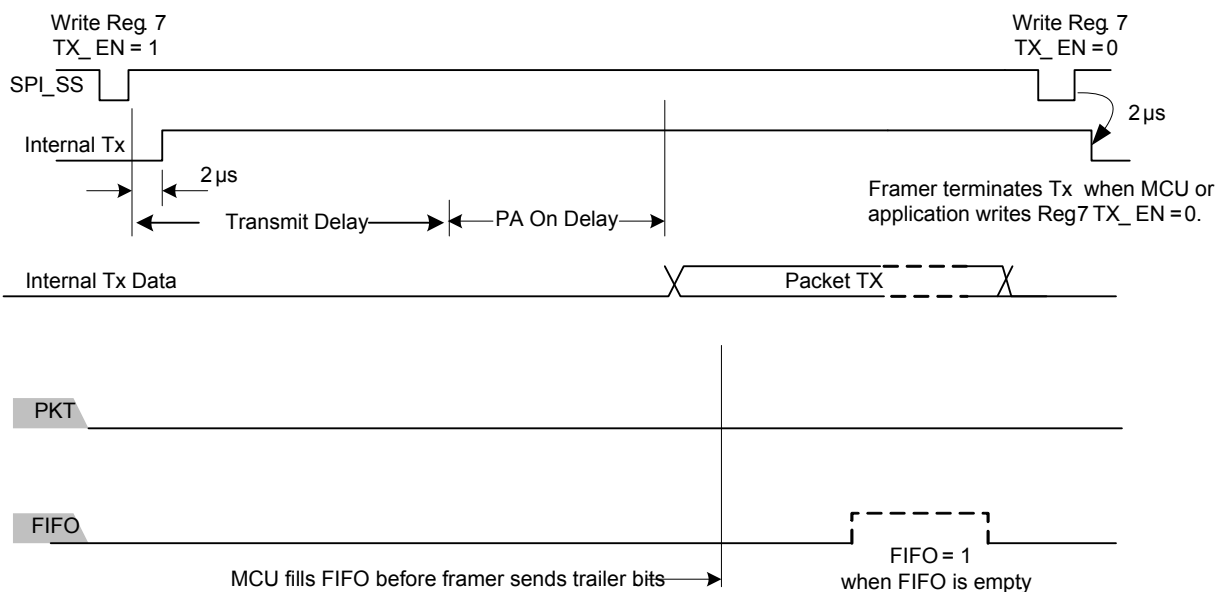 Write Reg. 7
TX_ EN = 1
Write Reg. 7
TX_ EN = 0
SPI_SS
2 µs
Internal Tx
2 µs
Framer terminates Tx when MCU or
application writes Reg7 TX_ EN = 0.
Transmit Delay
PA On Delay
Internal Tx Data
Packet TX
PKT
FIFO
FIFO = 1
when FIFO is empty
MCU fills FIFO before framer sends trailer bits